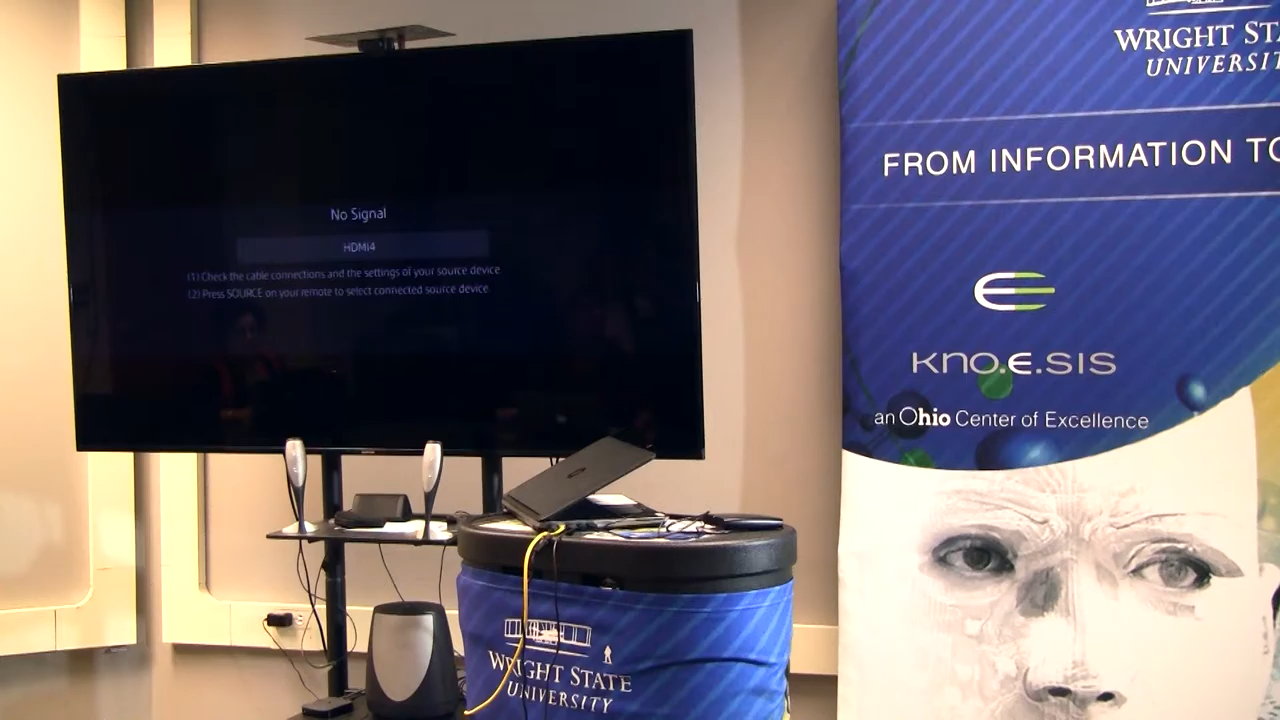 No Signal
HDMI4
(1) Check the cable connections and the settings of your source device.
(2) Press SOURCE on your remote to select connected source device.
WRIGHT STATE
UNIVERSITY
WRIGHT ST
UNIVERSI
FROM INFORMATION TO
KNO.E.SIS
an Ohio Center of Excellence